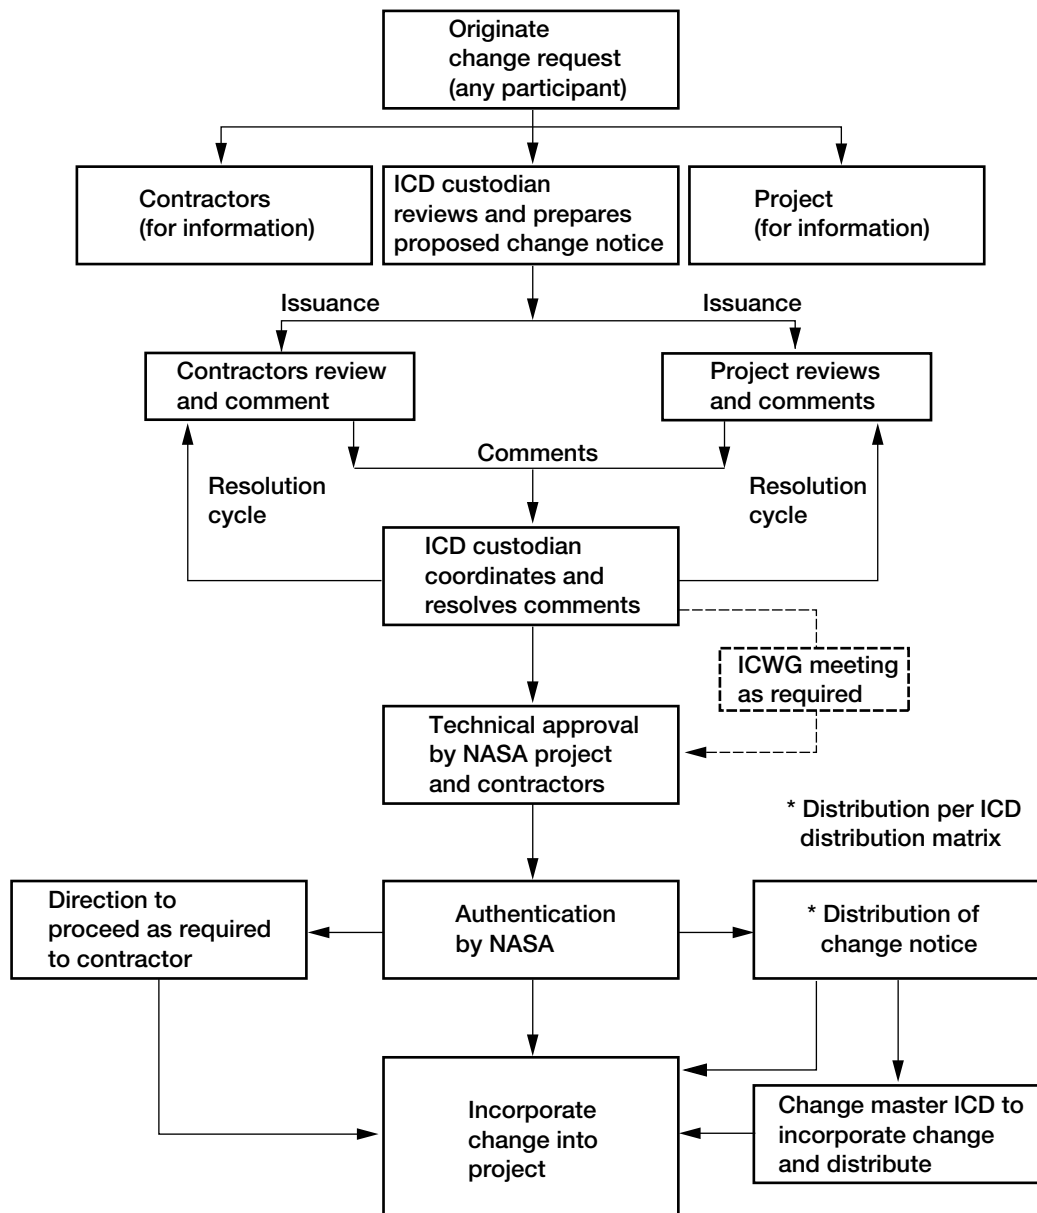 Originate
change request
(any participant)
Contractors
(for information)
ICD custodian
reviews and prepares
proposed change notice
Project
(for information)
Issuance
Issuance
Contractors review
and comment
Project reviews
and comments
Comments
Resolution
cycle
Resolution
cycle
ICD custodian
coordinates and
resolves comments
ICWG meeting
as required
Technical approval
by NASA project
and contractors
* Distribution per ICD
distribution matrix
Direction to
proceed as required
to contractor
Authentication
by NASA
* Distribution of
change notice
Incorporate
change into
project
Change master ICD to
incorporate change
and distribute